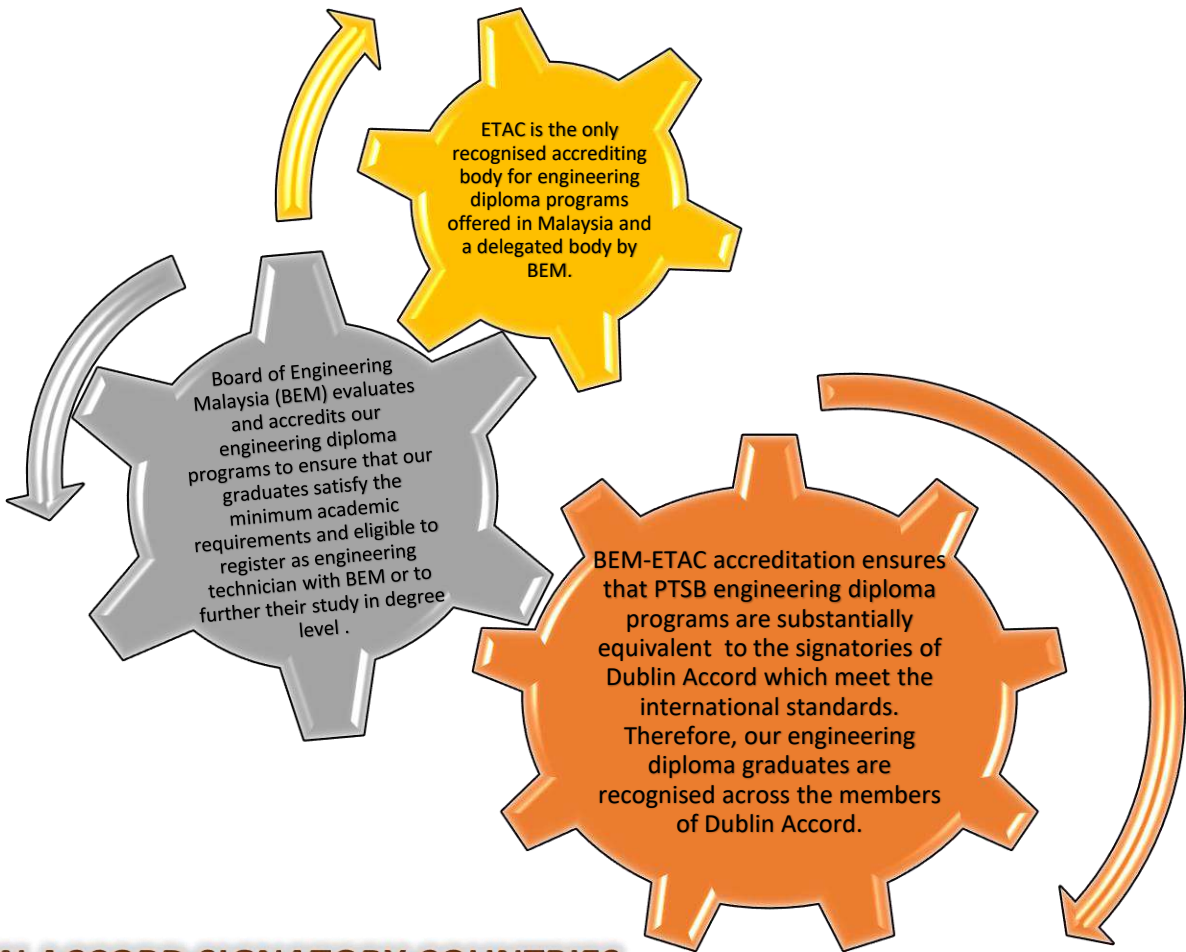 ETAC is the only
recognised accrediting
body for engineering
diploma programs
offered in Malaysia and
a delegated body by
BEM.
Board of Engineering
Malaysia (BEM) evaluates
and accredits our
engineering diploma
programs to ensure that our
graduates satisfy the
minimum academic
requirements and eligible to
register as engineering
technician with BEM or to
further their study in degree
level .
BEM-ETAC accreditation ensures
that PTSB engineering diploma
programs are substantially
equivalent to the signatories of
Dublin Accord which meet the
international standards.
Therefore, our engineering
diploma graduates are
recognised across the members
of Dublin Accord.
N ACCORD SIGNATORY COUNTRIES